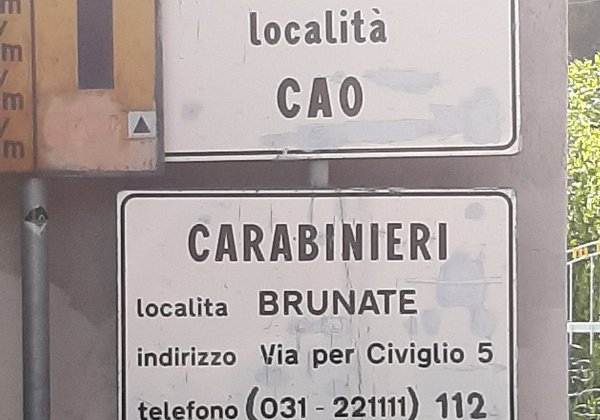 località
CAO
CARABINIERI
localita BRUNATE
indirizzo Via per Civiglio 5
telefono (031-221111) 112